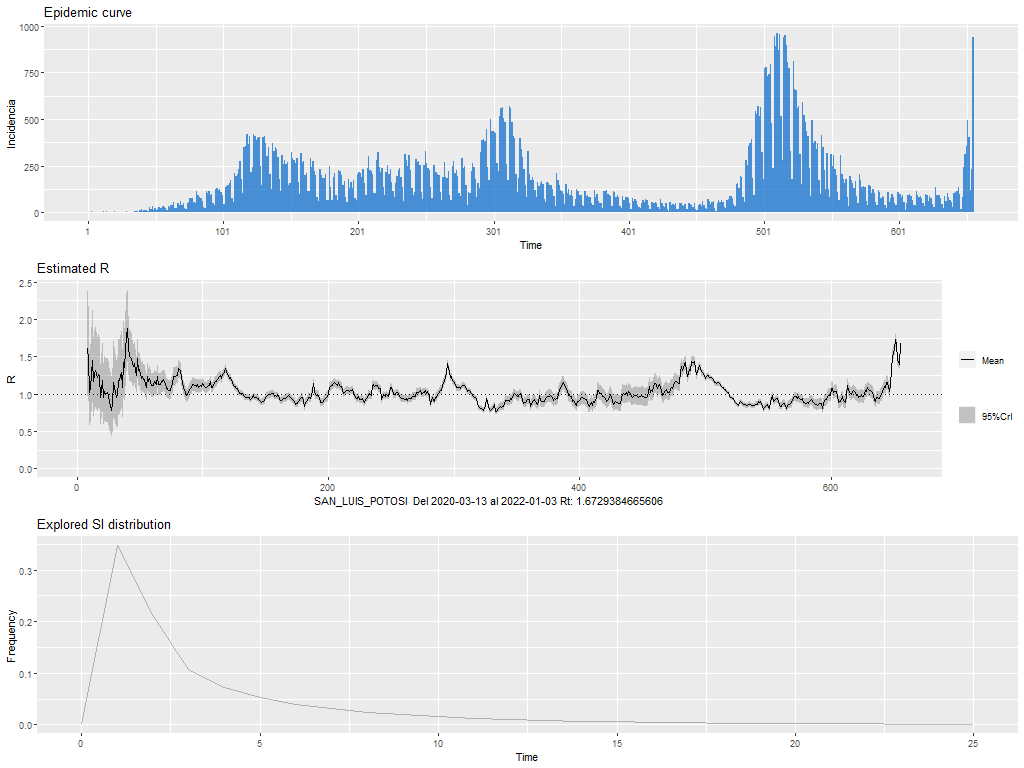 Epidemic curve
1000
750
500
250
0
Incidencia
1 101 201 301 401 501 601
Time
Estimated R
2.5
2.0
1.5
1.0
0.5
0.0
R
Mean
95%CrI
0 200 400 600
SAN_LUIS_POTOSI Del 2020-03-13 al 2022-01-03 Rt: 1.6729384665606
Explored SI distribution
0.3
0.2
0.1
0.0
Frequency
0 5 10 15 20 25
Time